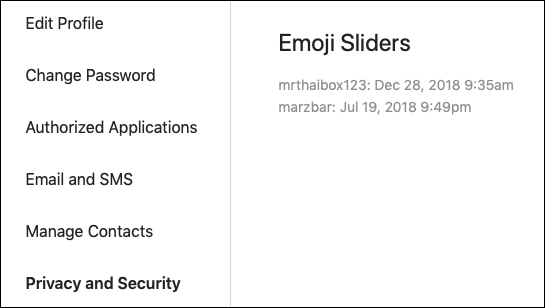 Edit Profile
Change Password
Authorized Applications
Email and SMS
Manage Contacts
Privacy and Security
Emoji Sliders
mrthaibox123: Dec 28, 2018 9:35am
marzbar: Jul 19, 2018 9:49pm